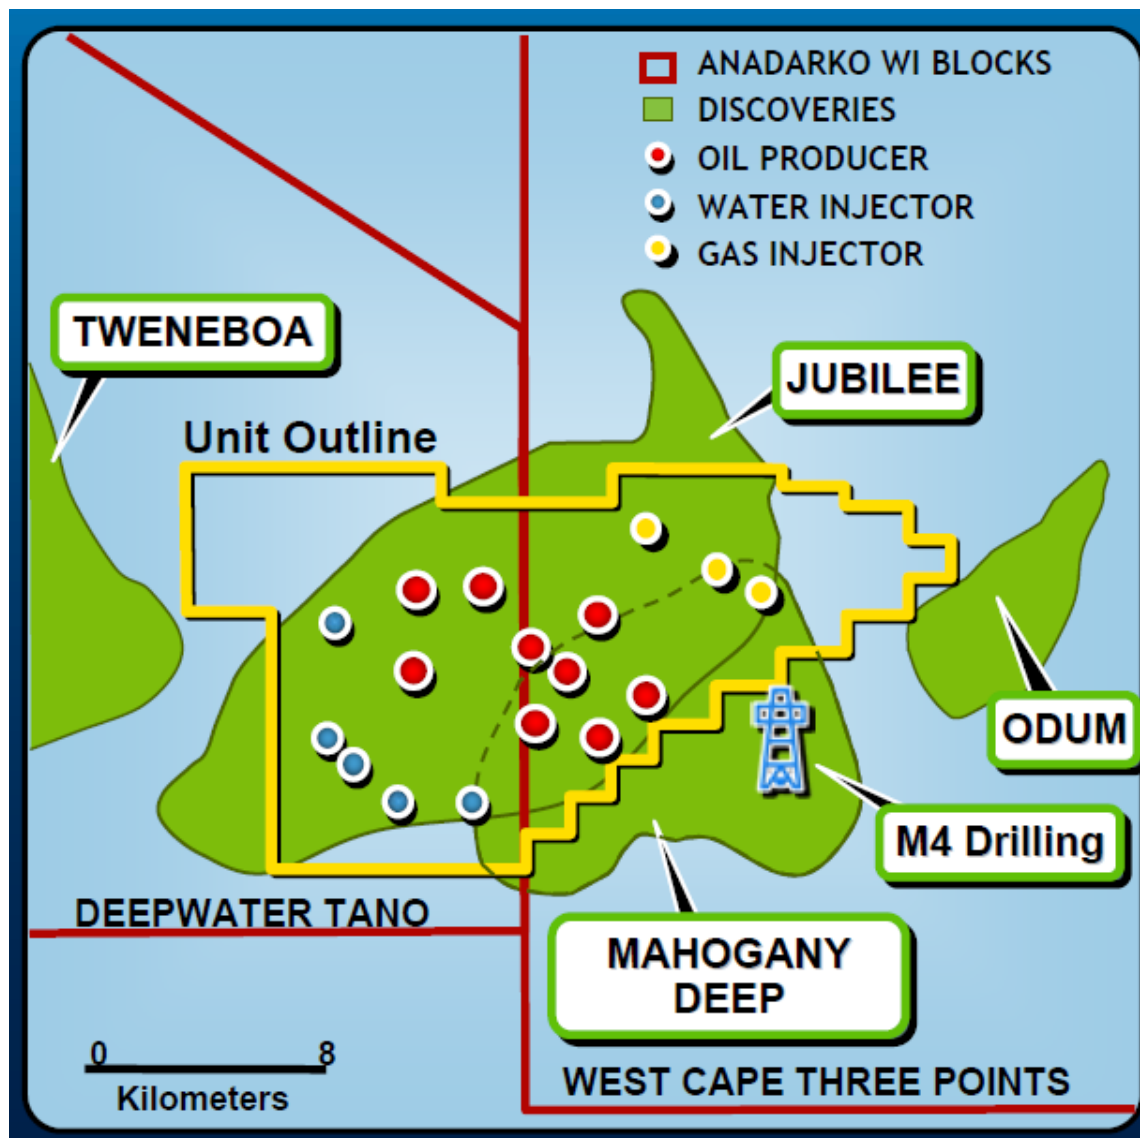 ANADARKO WI BLOCKS
DISCOVERIES
OIL PRODUCER
WATER INJECTOR
GAS INJECTOR
TWENEBOA
JUBILEE
Unit Outline
ODUM
M4 Drilling
DEEPWATER TANO
MAHOGANY
DEEP
0 8
Kilometers
WEST CAPE THREE POINTS